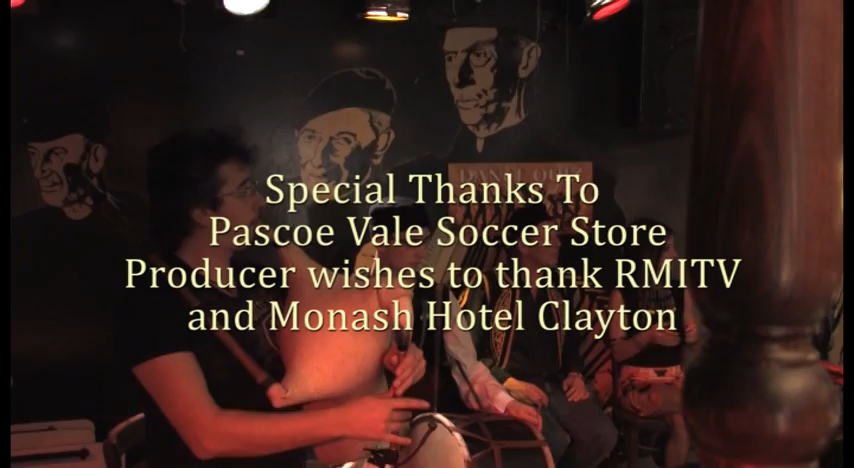 Special Thanks To
Pascoe Vale Soccer Store
Producer wishes to thank RMITV
and Monash Hotel Clayton